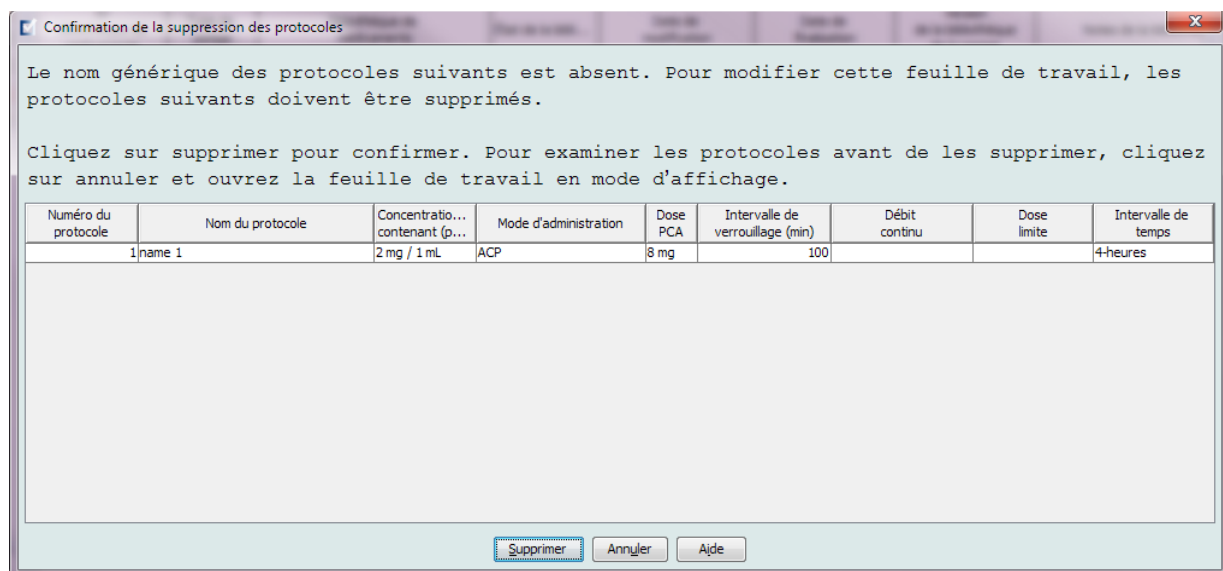 Confirmation de la suppression des protocoles
Le nom générique des protocoles suivants est absent. Pour modifier cette feuille de travail, les
protocoles suivants doivent être supprimés.
Cliquez sur supprimer pour confirmer. Pour examiner les protocoles avant de les supprimer, cliquez
sur annuler et ouvrez la feuille de travail en mode d'affichage.
Numéro du protocole Nom du protocole Concentratio... contenant (p... Mode d'administration Dose PCA Intervalle de verrouillage (min) Débit continu Dose limite Intervalle de temps
1 name 1 2 mg / 1 mL ACP 8 mg 100 4-heures
Supprimer Annuler Aide